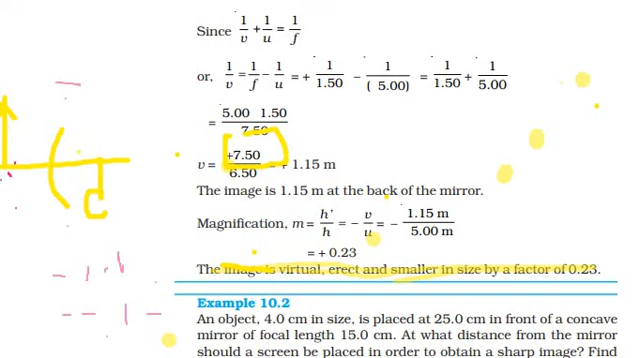 Since 1/v + 1/u = 1/f
or, 1/v = 1/f − 1/u = + 1/1.50 − 1/( 5.00) = 1/1.50 + 1/5.00
= 5.00 1.50/7.50
v = +7.50/6.50 = + 1.15 m
The image is 1.15 m at the back of the mirror.
Magnification, m = h'/h = − v/u = − 1.15 m/5.00 m
= + 0.23
The image is virtual, erect and smaller in size by a factor of 0.23.
Example 10.2
An object, 4.0 cm in size, is placed at 25.0 cm in front of a concave
mirror of focal length 15.0 cm. At what distance from the mirror
should a screen be placed in order to obtain a sharp image? Find